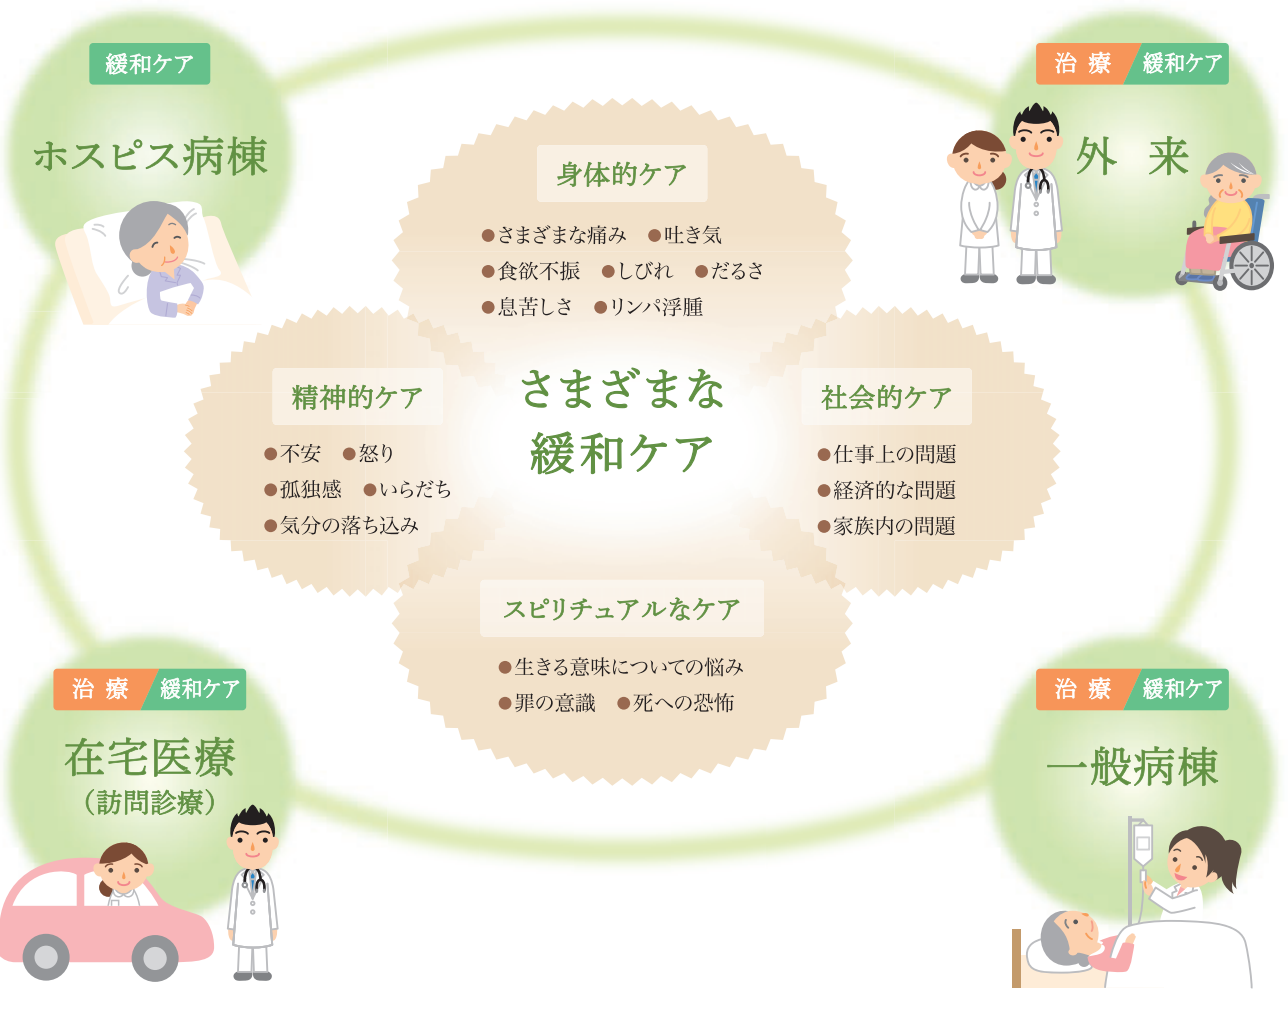 緩和ケア
ホスピス病棟
治 療 緩和ケア
外 来
身体的ケア
●さまざまな痛み ●吐き気
●食欲不振 ●しびれ ●だるさ
●息苦しさ ●リンパ浮腫
さまざまな
緩和ケア
精神的ケア
●不安 ●怒り
●孤独感 ●いらだち
●気分の落ち込み
社会的ケア
●仕事上の問題
●経済的な問題
●家族内の問題
スピリチュアルなケア
●生きる意味についての悩み
●罪の意識 ●死への恐怖
治 療 緩和ケア
在宅医療
（訪問診療）
治 療 緩和ケア
一般病棟